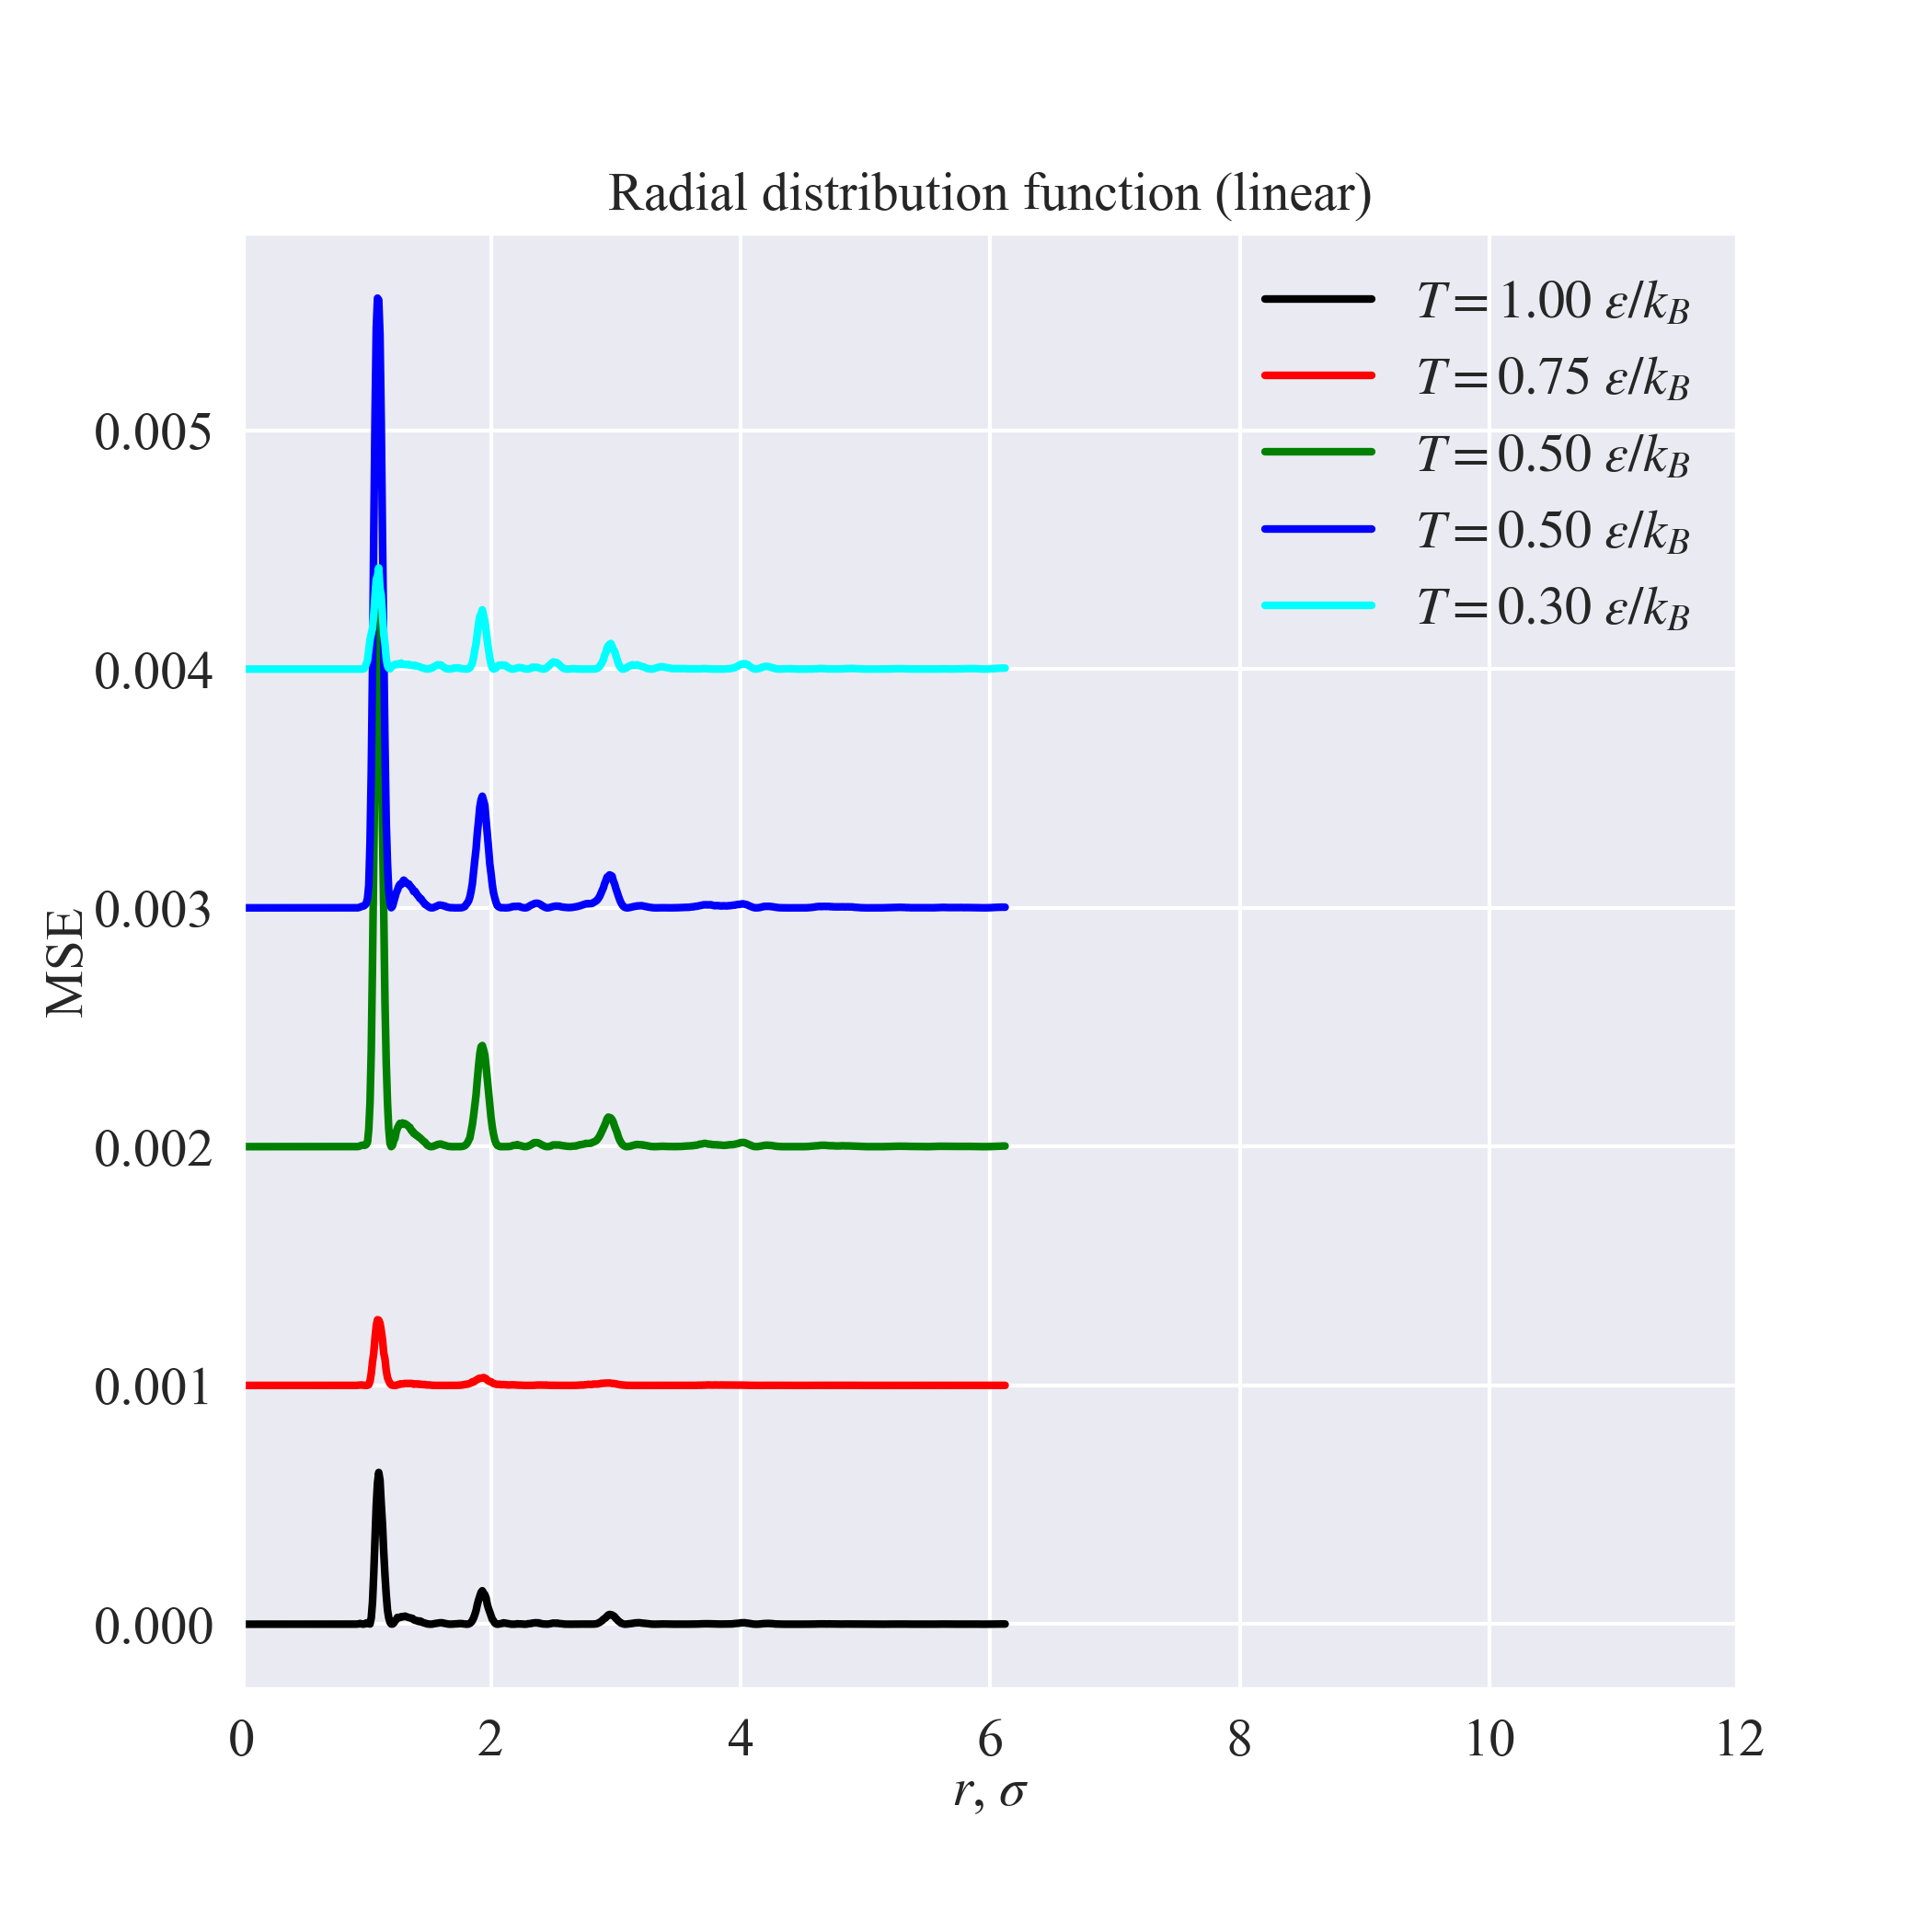 Radial distribution function (linear)
T = 1.00 ε/k_B
T = 0.75 ε/k_B
T = 0.50 ε/k_B
T = 0.50 ε/k_B
T = 0.30 ε/k_B
0.005
0.004
0.003
0.002
0.001
0.000
MSE
0 2 4 6 8 10 12
r, σ